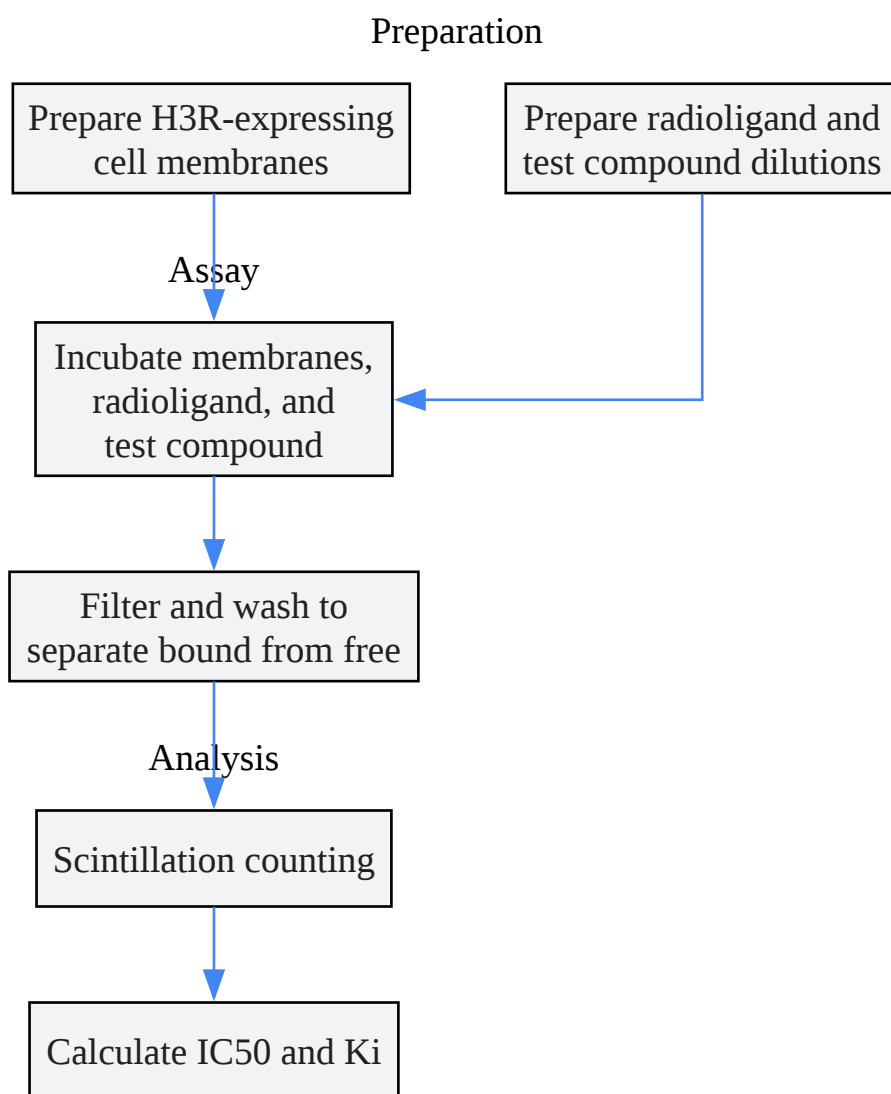 Preparation
Prepare H3R-expressing
cell membranes
Prepare radioligand and
test compound dilutions
Assay
Incubate membranes,
radioligand, and
test compound
Filter and wash to
separate bound from free
Analysis
Scintillation counting
Calculate IC50 and Ki